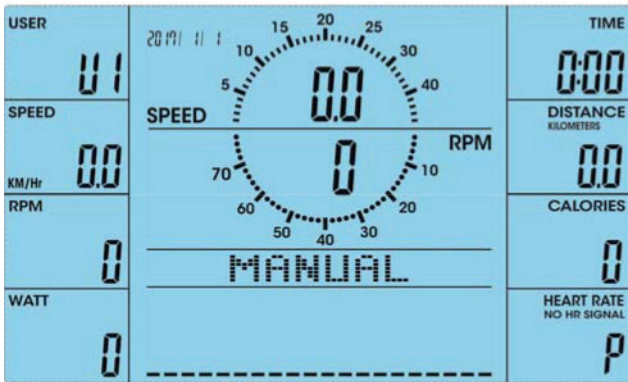 USER
U1
SPEED
KM/Hr 0.0
RPM
0
WATT
0
2017/ 1/ 1
5 10 15 20 25 30 40
SPEED 0.0
RPM
0
70 60 50 40 30 20 10
MANUAL
TIME
0:00
DISTANCE
KILOMETERS
0.0
CALORIES
0
HEART RATE
NO HR SIGNAL
P